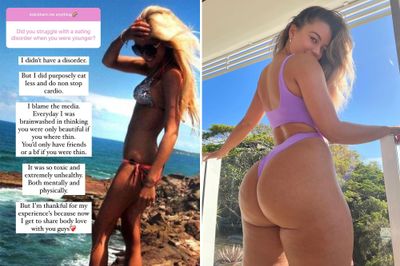 Did you struggle with a eating
disorder when you were younger?
I didn't have a disorder.
But I did purposely eat
less and do non stop
cardio.
I blame the media.
Everyday I was
brainwashed in thinking
you were only beautiful if
you where thin.
You'd only have friends
or a bf if you were thin.
It was so toxic and
extremely unhealthy.
Both mentally and
physically.
But I'm thankful for my
experience's because now
I get to share body love
with you guys